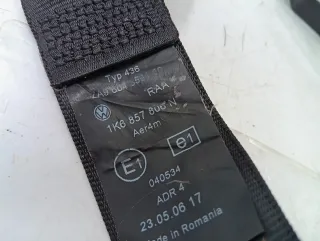 Typ 436
RAA
1K6 857 806 N
Aer4m
E1 e1
040534
ADR 4
23.05.06 17
Made in Romania